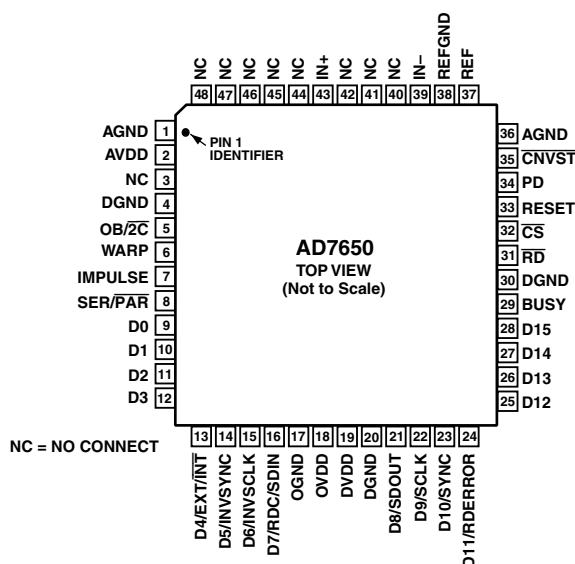 NC
NC
NC
NC
NC
IN+
NC
NC
NC
IN–
REFGND
REF
48 47 46 45 44 43 42 41 40 39 38 37
AGND 1
AVDD 2
NC 3
DGND 4
OB/2C̅ 5
WARP 6
IMPULSE 7
SER/P̅A̅R̅ 8
D0 9
D1 10
D2 11
D3 12
PIN 1
IDENTIFIER
AD7650
TOP VIEW
(Not to Scale)
36 AGND
35 C̅N̅V̅S̅T̅
34 PD
33 RESET
32 C̅S̅
31 R̅D̅
30 DGND
29 BUSY
28 D15
27 D14
26 D13
25 D12
NC = NO CONNECT
13 14 15 16 17 18 19 20 21 22 23 24
D4/EXT/I̅N̅T̅
D5/INVSYNC
D6/INVSCLK
D7/RDC/SDIN
OGND
OVDD
DVDD
DGND
D8/SDOUT
D9/SCLK
D10/SYNC
D11/RDERROR